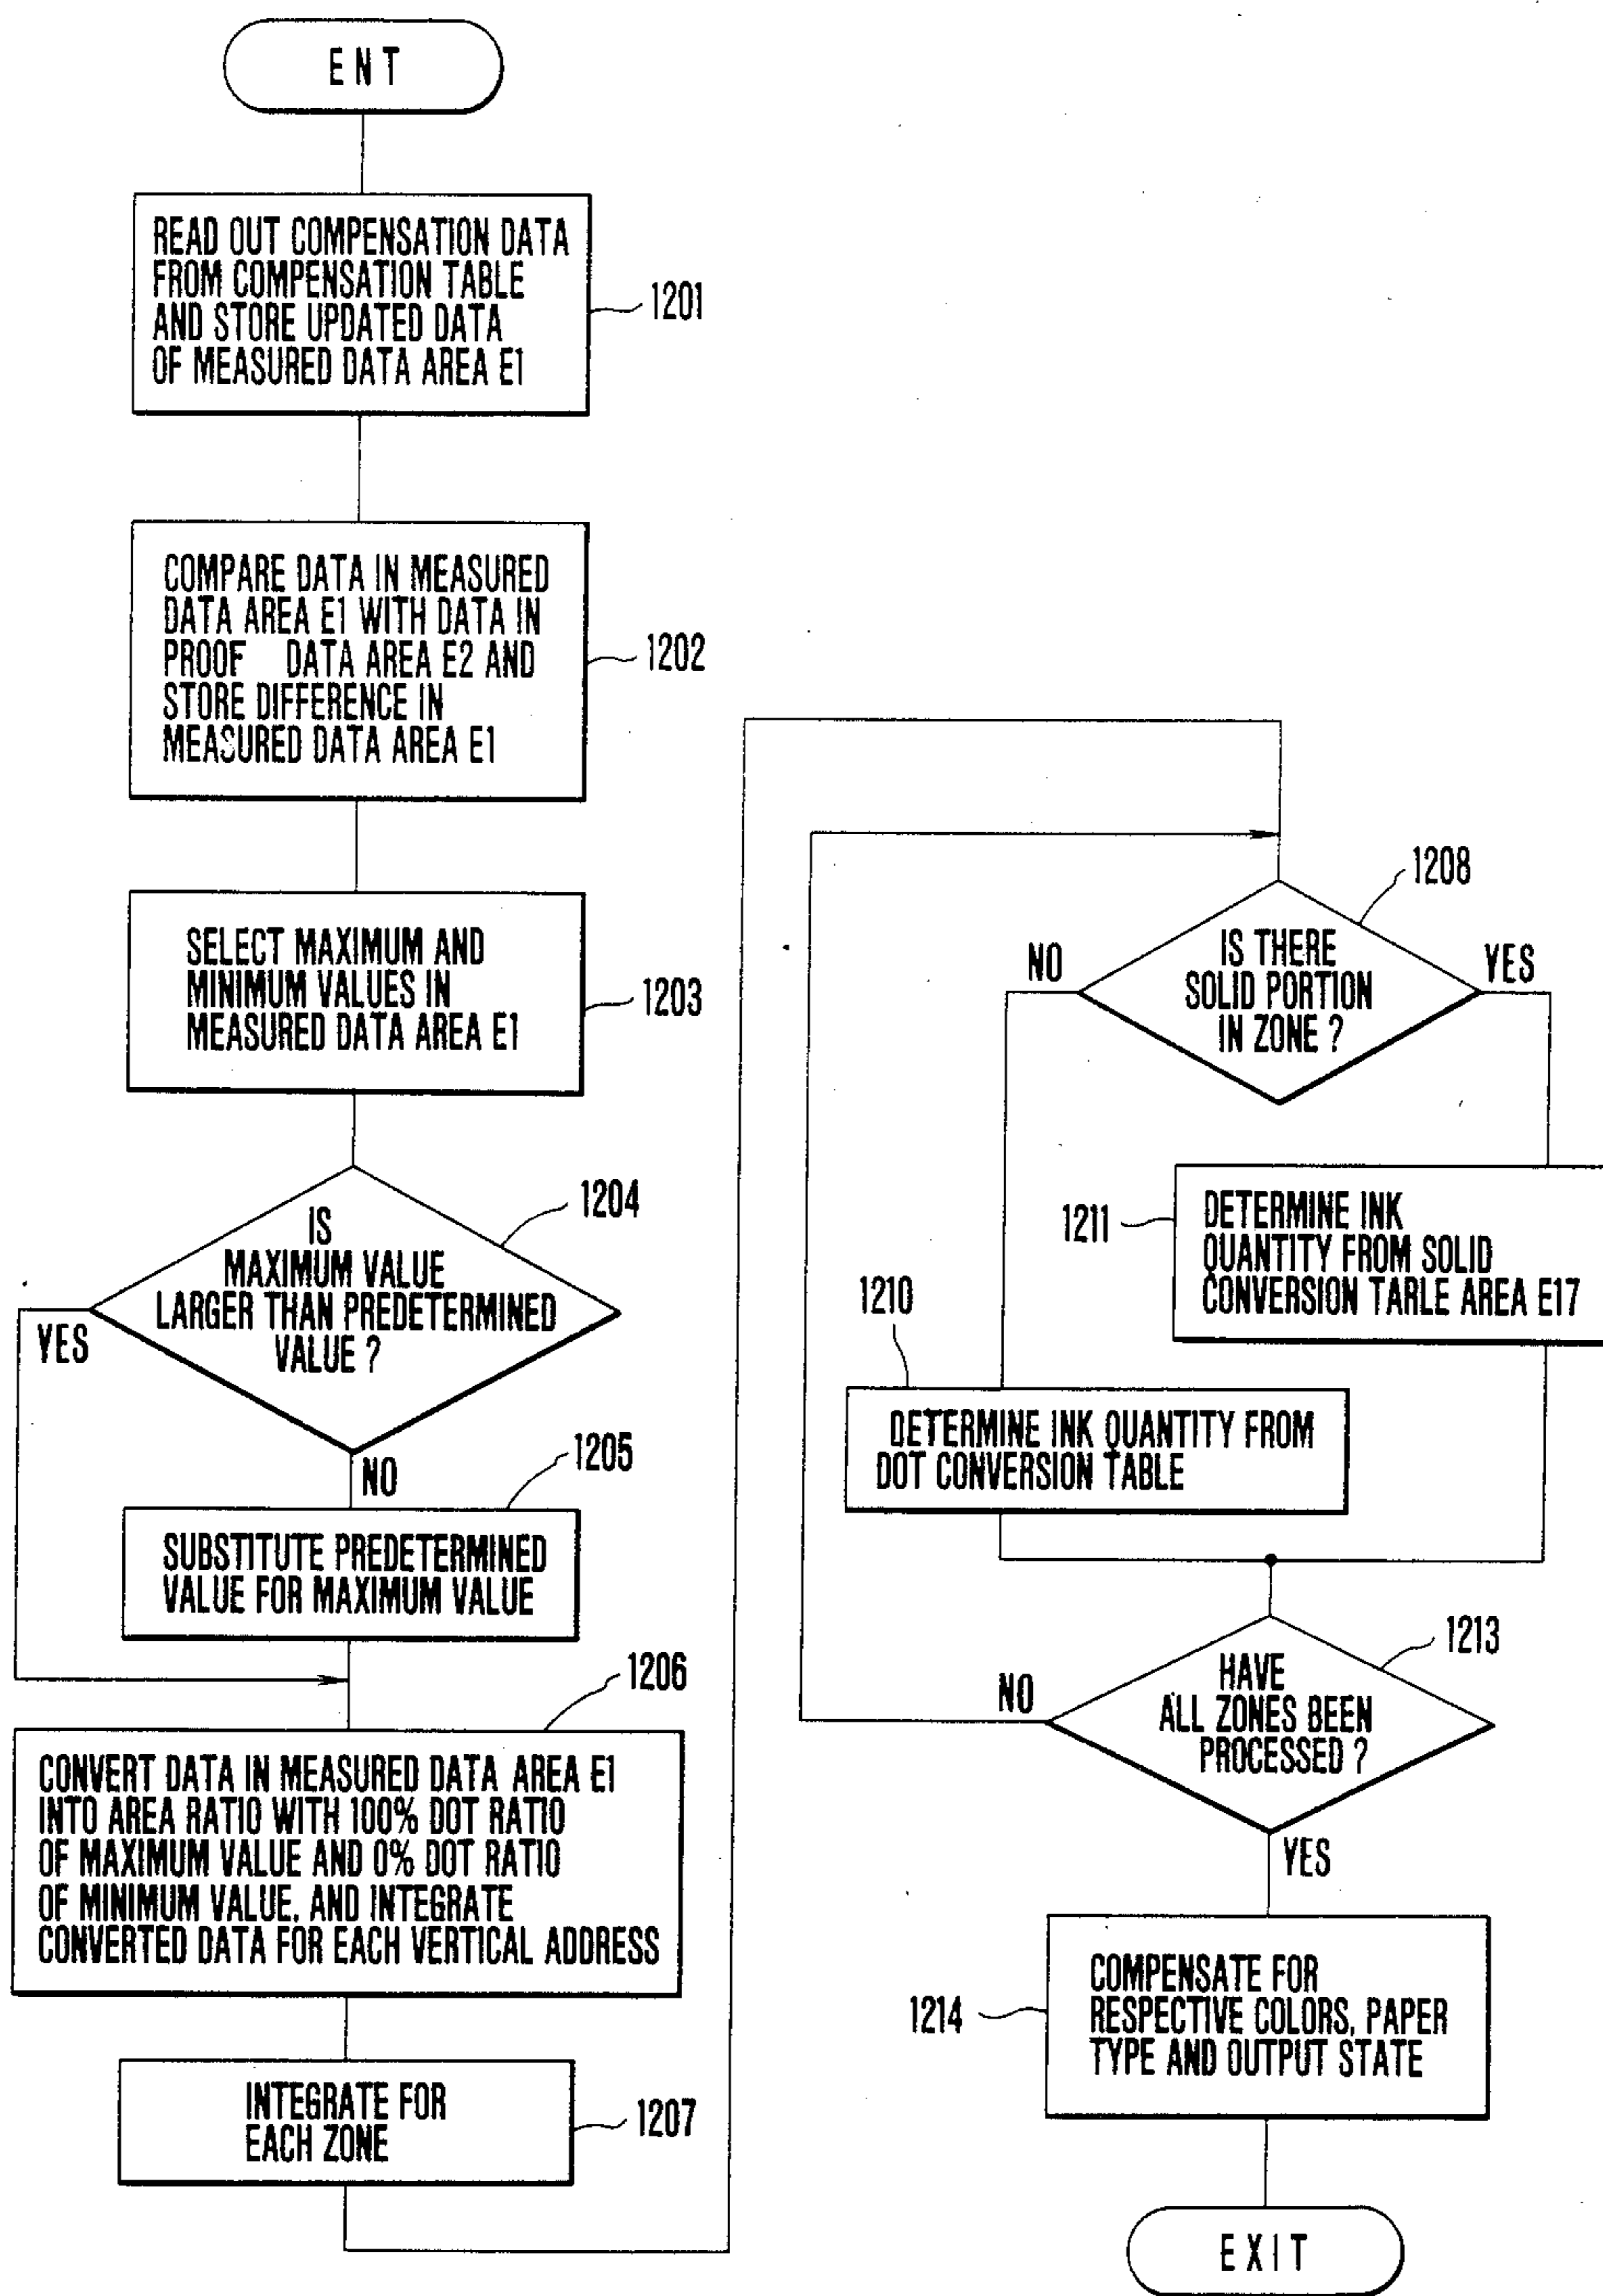 ENT
READ OUT COMPENSATION DATA
FROM COMPENSATION TABLE
AND STORE UPDATED DATA
OF MEASURED DATA AREA E1
1201
COMPARE DATA IN MEASURED
DATA AREA E1 WITH DATA IN
PROOF DATA AREA E2 AND
STORE DIFFERENCE IN
MEASURED DATA AREA E1
1202
SELECT MAXIMUM AND
MINIMUM VALUES IN
MEASURED DATA AREA E1
1203
IS
MAXIMUM VALUE
LARGER THAN PREDETERMINED
VALUE ?
1204
YES
NO
1205
SUBSTITUTE PREDETERMINED
VALUE FOR MAXIMUM VALUE
1206
CONVERT DATA IN MEASURED DATA AREA E1
INTO AREA RATIO WITH 100% DOT RATIO
OF MAXIMUM VALUE AND 0% DOT RATIO
OF MINIMUM VALUE, AND INTEGRATE
CONVERTED DATA FOR EACH VERTICAL ADDRESS
INTEGRATE FOR
EACH ZONE
1207
1208
IS THERE
SOLID PORTION
IN ZONE ?
NO
YES
1211
DETERMINE INK
QUANTITY FROM SOLID
CONVERSION TARLE AREA E17
1210
DETERMINE INK QUANTITY FROM
DOT CONVERSION TABLE
1213
HAVE
ALL ZONES BEEN
PROCESSED ?
NO
YES
1214
COMPENSATE FOR
RESPECTIVE COLORS, PAPER
TYPE AND OUTPUT STATE
EXIT